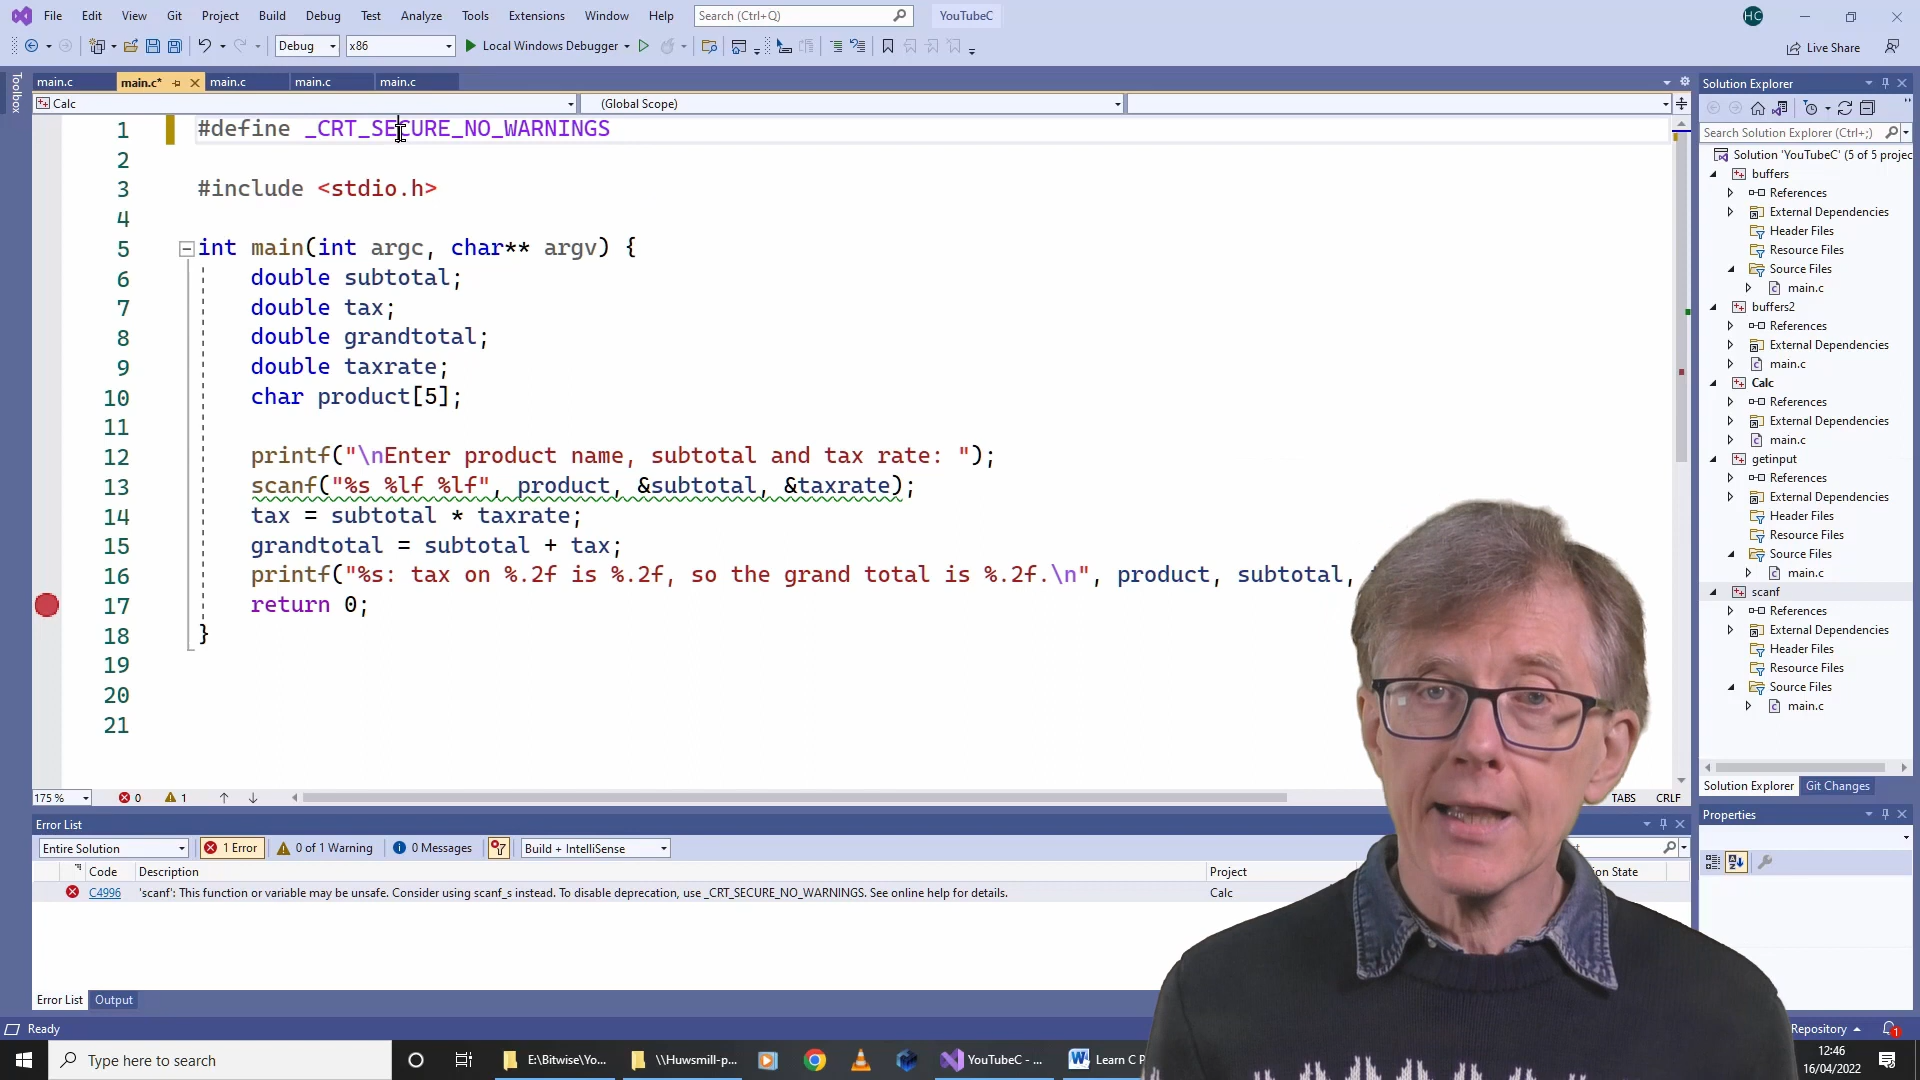 File Edit View Git Project Build Debug Test Analyze Tools Extensions Window Help Search (Ctrl+Q) YouTubeC HC
Debug x86 Local Windows Debugger Live Share
Toolbox
main.c main.c* main.c main.c main.c
Calc (Global Scope)
1 #define _CRT_SECURE_NO_WARNINGS
2
3 #include <stdio.h>
4
5 int main(int argc, char** argv) {
6 double subtotal;
7 double tax;
8 double grandtotal;
9 double taxrate;
10 char product[5];
11
12 printf("\nEnter product name, subtotal and tax rate: ");
13 scanf("%s %lf %lf", product, &subtotal, &taxrate);
14 tax = subtotal * taxrate;
15 grandtotal = subtotal + tax;
16 printf("%s: tax on %.2f is %.2f, so the grand total is %.2f.\n", product, subtotal,
17 return 0;
18 }
19
20
21
175 % 0 1 TABS CRLF
Error List
Entire Solution 1 Error 0 of 1 Warning 0 Messages Build + IntelliSense
Code Description Project
C4996 'scanf': This function or variable may be unsafe. Consider using scanf_s instead. To disable deprecation, use _CRT_SECURE_NO_WARNINGS. See online help for details. Calc
Error List Output
Solution Explorer
Search Solution Explorer (Ctrl+;)
Solution 'YouTubeC' (5 of 5 projec
buffers
References
External Dependencies
Header Files
Resource Files
Source Files
main.c
buffers2
References
External Dependencies
main.c
Calc
References
External Dependencies
main.c
getinput
References
External Dependencies
Header Files
Resource Files
Source Files
main.c
scanf
References
External Dependencies
Header Files
Resource Files
Source Files
main.c
Solution Explorer Git Changes
Properties
Ready
Repository 1
Type here to search E:\Bitwise\Yo... \\Huwsmill-p... YouTubeC - ... Learn C P
12:46
16/04/2022